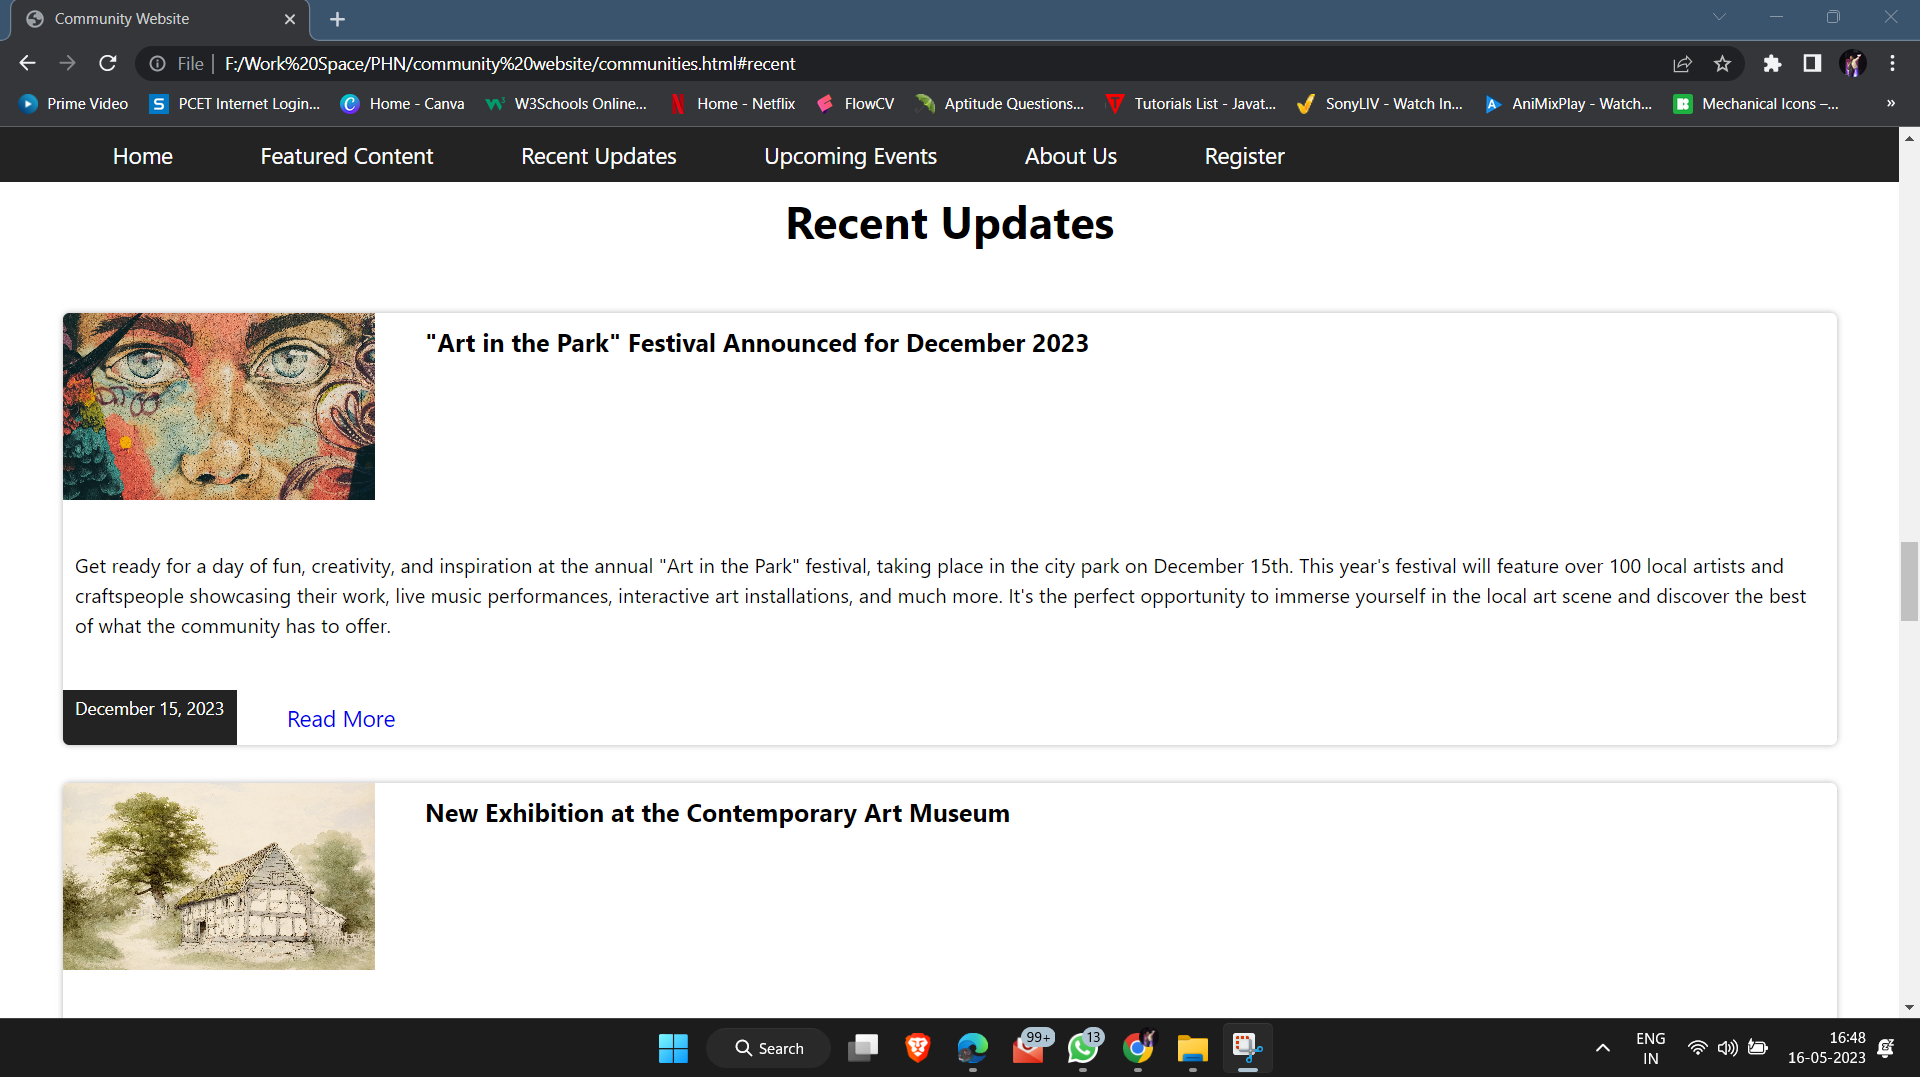 Community Website
File
F:/Work%20Space/PHN/community%20website/communities.html#recent
Prime Video
S PCET Internet Login...
Home - Canva
W3Schools Online...
Home - Netflix
FlowCV
Aptitude Questions...
Tutorials List - Javat...
SonyLIV - Watch In...
AniMixPlay - Watch...
Mechanical Icons –...
»
Home
Featured Content
Recent Updates
Upcoming Events
About Us
Register
Recent Updates
"Art in the Park" Festival Announced for December 2023
Get ready for a day of fun, creativity, and inspiration at the annual "Art in the Park" festival, taking place in the city park on December 15th. This year's festival will feature over 100 local artists and
craftspeople showcasing their work, live music performances, interactive art installations, and much more. It's the perfect opportunity to immerse yourself in the local art scene and discover the best
of what the community has to offer.
December 15, 2023
Read More
New Exhibition at the Contemporary Art Museum
Search
99+
13
ENG
IN
16:48
16-05-2023